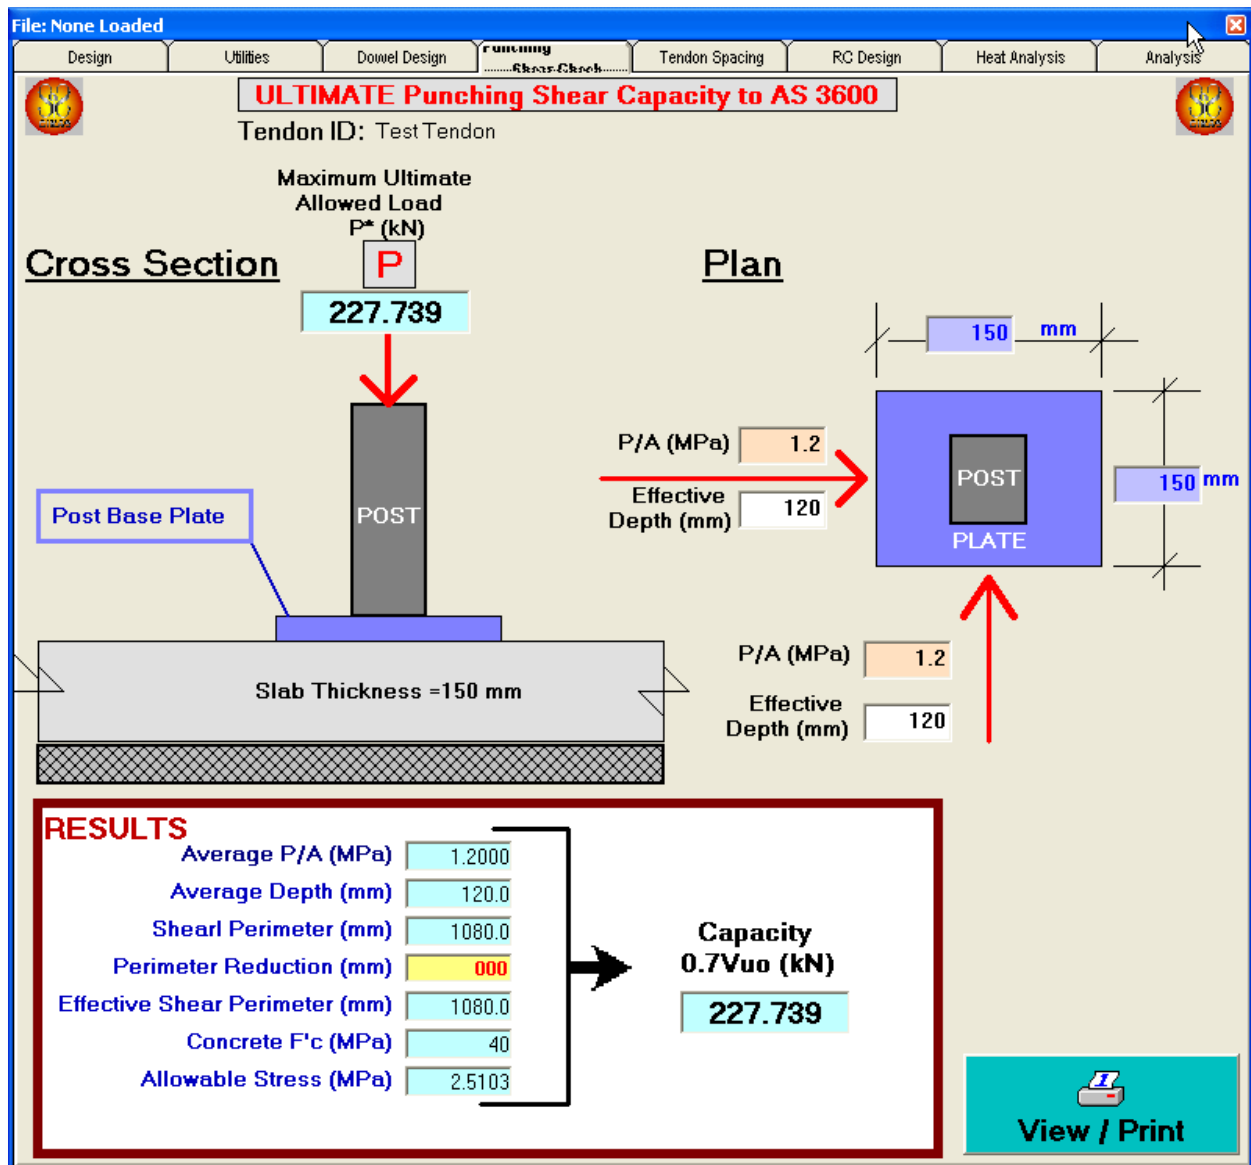 File: None Loaded
Design
Utilities
Dowel Design
Punching
Shear Check
Tendon Spacing
RC Design
Heat Analysis
Analysis
ULTIMATE Punching Shear Capacity to AS 3600
Tendon ID: Test Tendon
Maximum Ultimate
Allowed Load
P* (kN)
Cross Section
P
Plan
227.739
150 mm
P/A (MPa) 1.2
Effective
Depth (mm) 120
POST
150 mm
PLATE
Post Base Plate
POST
P/A (MPa) 1.2
Effective
Depth (mm) 120
Slab Thickness =150 mm
RESULTS
Average P/A (MPa) 1.2000
Average Depth (mm) 120.0
Shearl Perimeter (mm) 1080.0
Perimeter Reduction (mm) 000
Effective Shear Perimeter (mm) 1080.0
Concrete F'c (MPa) 40
Allowable Stress (MPa) 2.5103
Capacity
0.7Vuo (kN)
227.739
View / Print